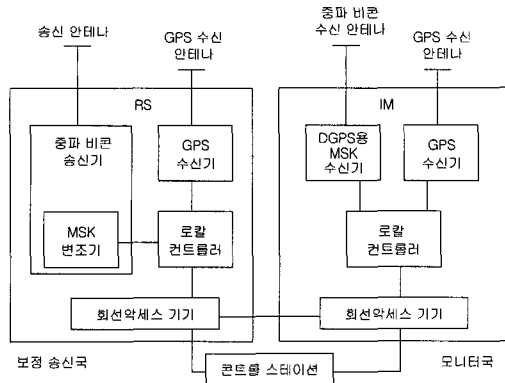 송신 안테나
GPS 수신
안테나
중파 비콘
수신 안테나
GPS 수신
안테나
RS
IM
중파 비콘
송신기
GPS
수신기
DGPS용
MSK
수신기
GPS
수신기
MSK
변조기
로칼
컨트롤러
로칼
컨트롤러
회선악세스 기기
회선악세스 기기
보정 송신국
콘트롤 스테이션
모니터국